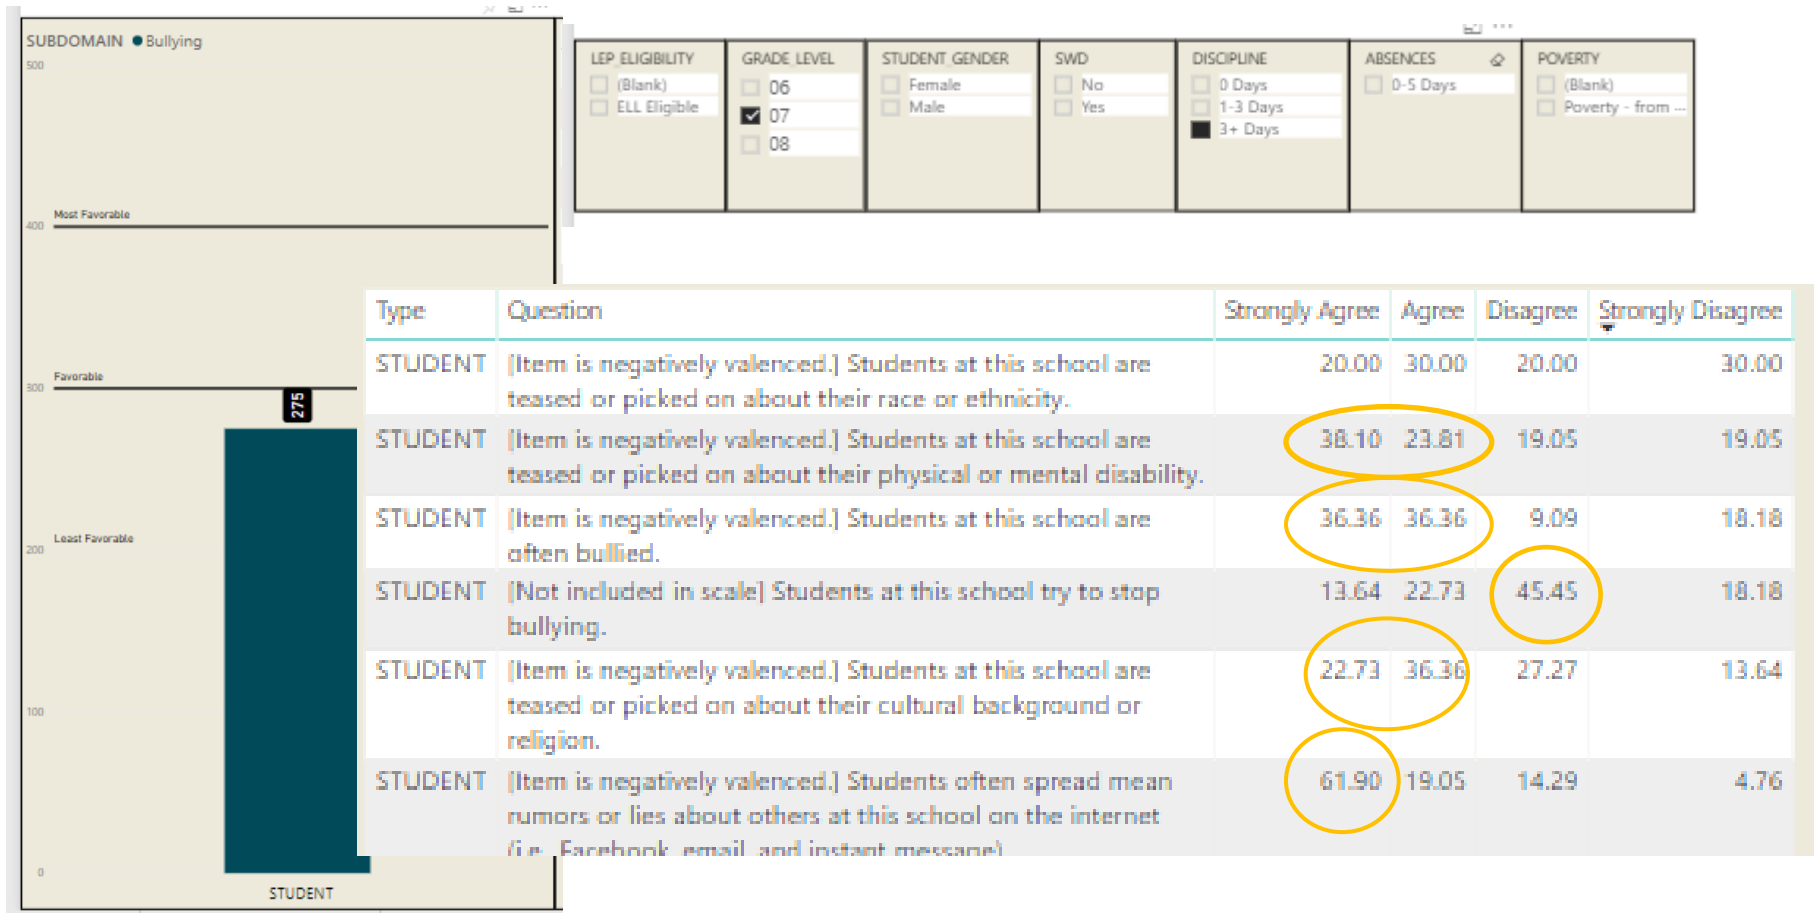 SUBDOMAIN ● Bullying
500
Most Favorable
400
Favorable
300
275
Least Favorable
200
100
0
STUDENT
LEP_ELIGIBILITY
(Blank)
ELL Eligible
GRADE_LEVEL
06
07
08
STUDENT_GENDER
Female
Male
SWD
No
Yes
DISCIPLINE
0 Days
1-3 Days
3+ Days
ABSENCES
0-5 Days
POVERTY
(Blank)
Poverty - from ...
Type Question Strongly Agree Agree Disagree Strongly Disagree
STUDENT [Item is negatively valenced.] Students at this school are 20.00 30.00 20.00 30.00
teased or picked on about their race or ethnicity.
STUDENT [Item is negatively valenced.] Students at this school are 38.10 23.81 19.05 19.05
teased or picked on about their physical or mental disability.
STUDENT [Item is negatively valenced.] Students at this school are 36.36 36.36 9.09 18.18
often bullied.
STUDENT [Not included in scale] Students at this school try to stop 13.64 22.73 45.45 18.18
bullying.
STUDENT [Item is negatively valenced.] Students at this school are 22.73 36.36 27.27 13.64
teased or picked on about their cultural background or
religion.
STUDENT [Item is negatively valenced.] Students often spread mean 61.90 19.05 14.29 4.76
rumors or lies about others at this school on the internet
(i.e., Facebook, email, and instant message)